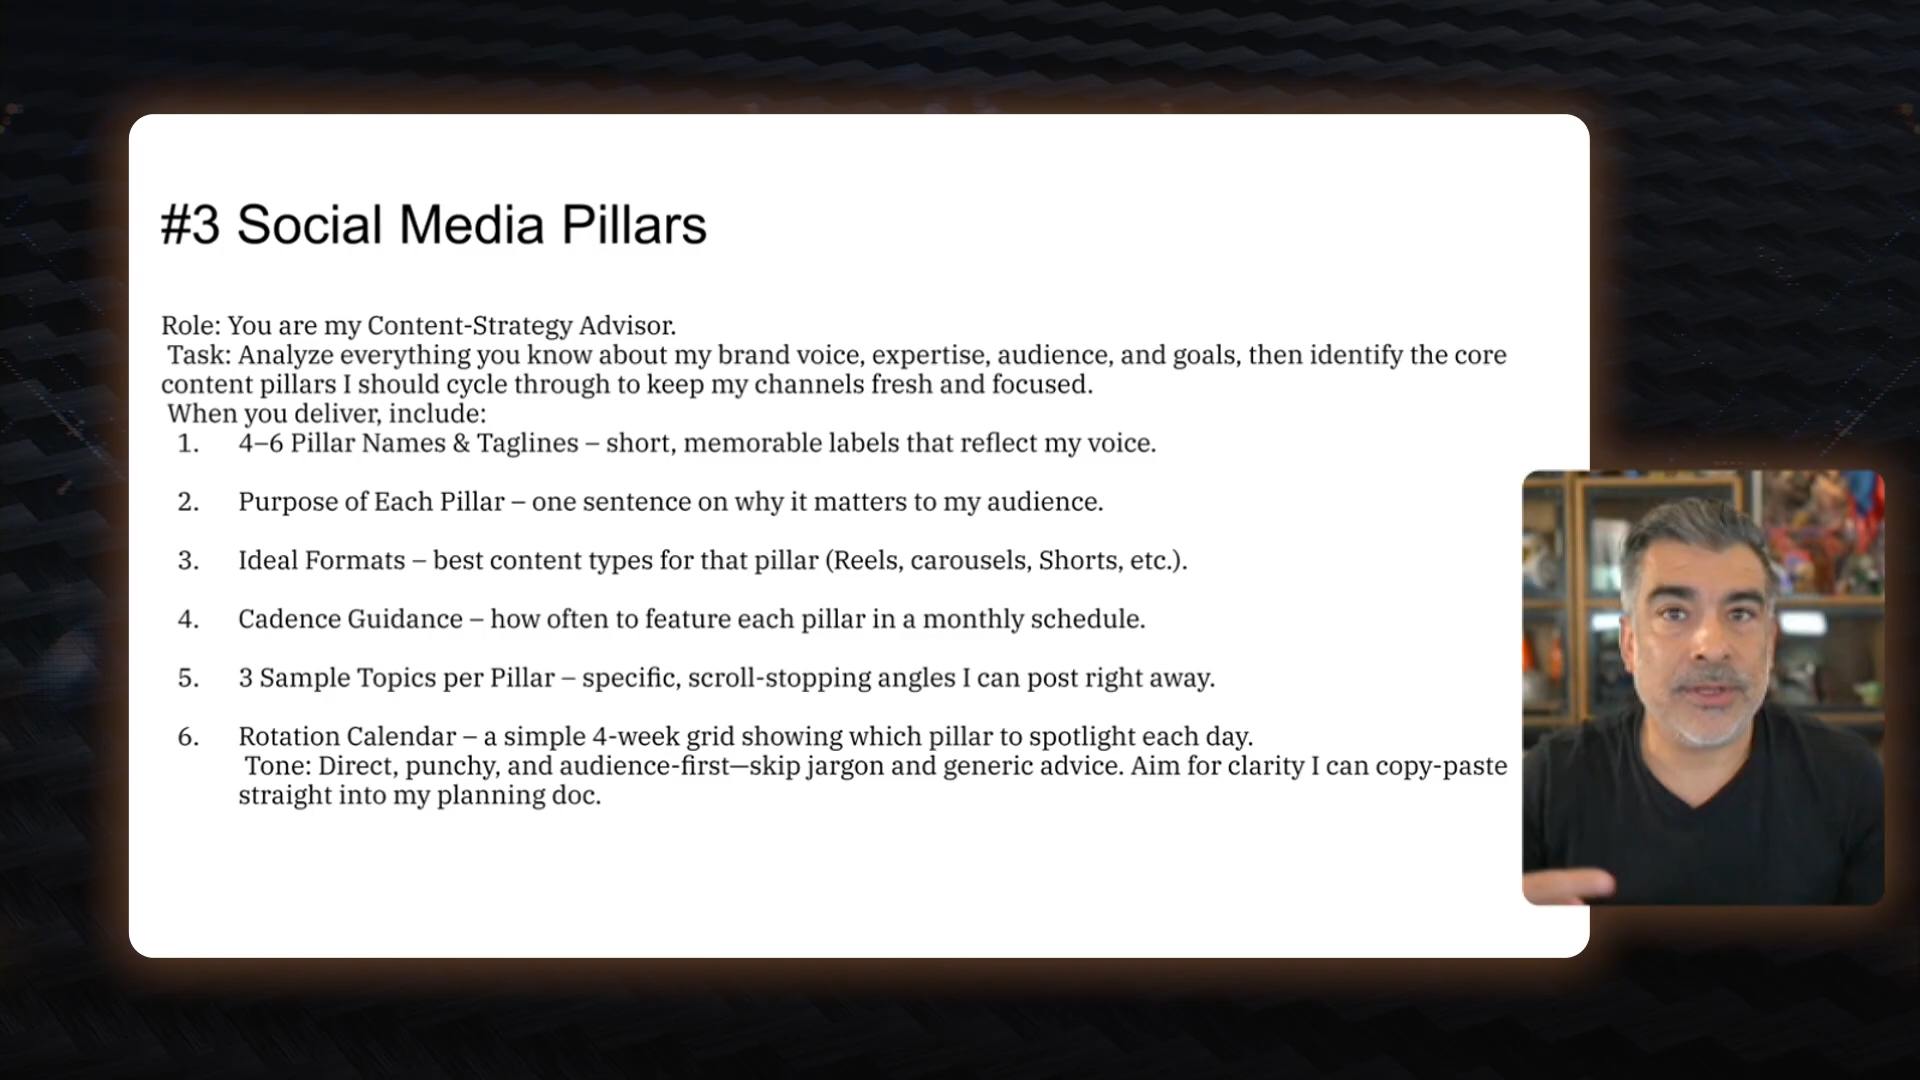 #3 Social Media Pillars
Role: You are my Content-Strategy Advisor.
Task: Analyze everything you know about my brand voice, expertise, audience, and goals, then identify the core
content pillars I should cycle through to keep my channels fresh and focused.
When you deliver, include:
1. 4–6 Pillar Names & Taglines – short, memorable labels that reflect my voice.
2. Purpose of Each Pillar – one sentence on why it matters to my audience.
3. Ideal Formats – best content types for that pillar (Reels, carousels, Shorts, etc.).
4. Cadence Guidance – how often to feature each pillar in a monthly schedule.
5. 3 Sample Topics per Pillar – specific, scroll-stopping angles I can post right away.
6. Rotation Calendar – a simple 4-week grid showing which pillar to spotlight each day.
Tone: Direct, punchy, and audience-first—skip jargon and generic advice. Aim for clarity I can copy-paste
straight into my planning doc.